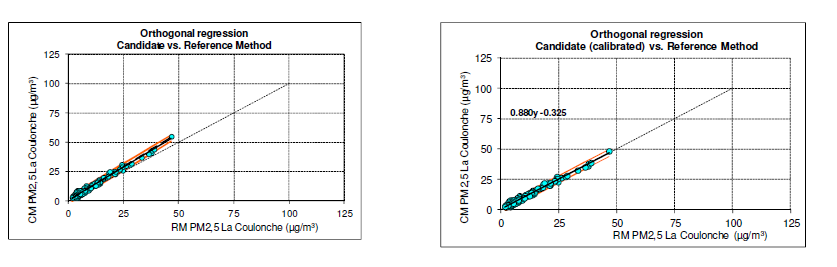 Orthogonal regression
Candidate vs. Reference Method
125
100
75
50
25
0
0 25 50 75 100 125
CM PM2,5 La Coulonche (µg/m³)
RM PM2,5 La Coulonche (µg/m³)
Orthogonal regression
Candidate (calibrated) vs. Reference Method
125
100
75
50
25
0
0 25 50 75 100 125
0.880y -0.325
CM PM2,5 La Coulonche (µg/m³)
RM PM2,5 La Coulonche (µg/m³)